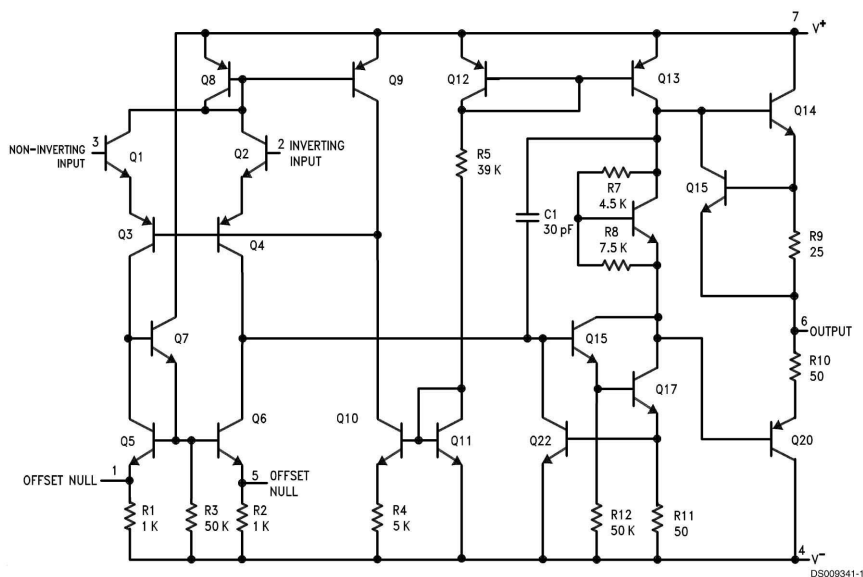 7 V+
Q8
Q9
Q12
Q13
Q14
NON-INVERTING
INPUT
3
Q1
Q2
2 INVERTING
INPUT
R5
39 K
R7
4.5 K
R8
7.5 K
Q15
C1
30 pF
R9
25
Q3
Q4
Q7
6
OUTPUT
Q15
R10
50
Q17
Q5
Q6
Q10
Q11
Q22
Q20
OFFSET NULL
1
5 OFFSET
NULL
R1
1 K
R3
50 K
R2
1 K
R4
5 K
R12
50 K
R11
50
4 V-
DS009341-1